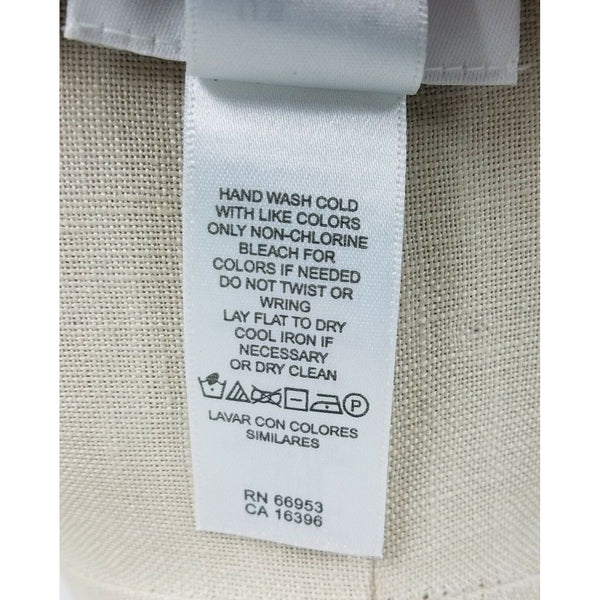 HAND WASH COLD
WITH LIKE COLORS
ONLY NON-CHLORINE
BLEACH FOR
COLORS IF NEEDED
DO NOT TWIST OR
WRING
LAY FLAT TO DRY
COOL IRON IF
NECESSARY
OR DRY CLEAN
P
LAVAR CON COLORES
SIMILARES
RN 66953
CA 16396